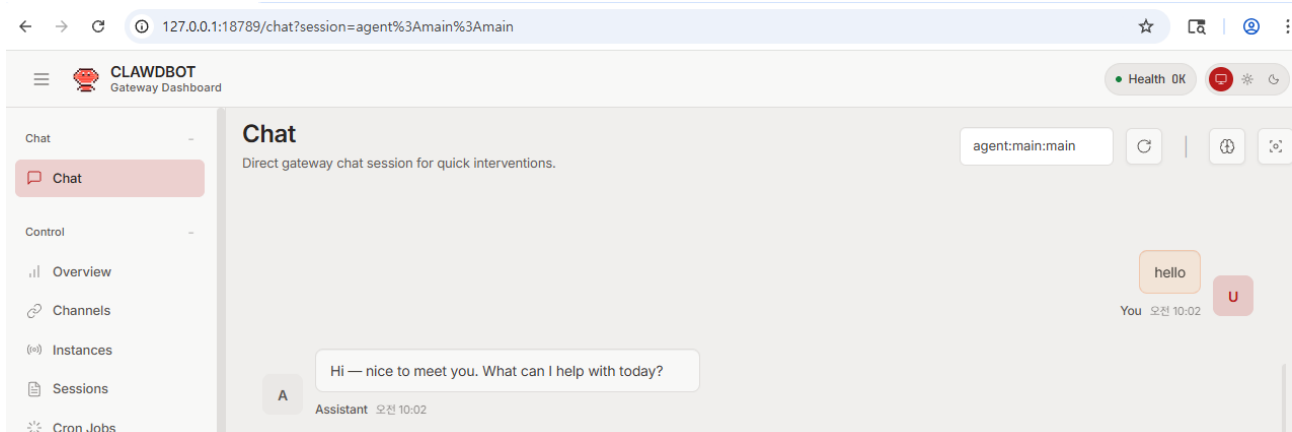 127.0.0.1:18789/chat?session=agent%3Amain%3Amain
CLAWDBOT
Gateway Dashboard
Health OK
Chat
–
Chat
Control
–
Overview
Channels
Instances
Sessions
Cron Jobs
Chat
Direct gateway chat session for quick interventions.
agent:main:main
hello
U
You 오전 10:02
Hi — nice to meet you. What can I help with today?
A
Assistant 오전 10:02